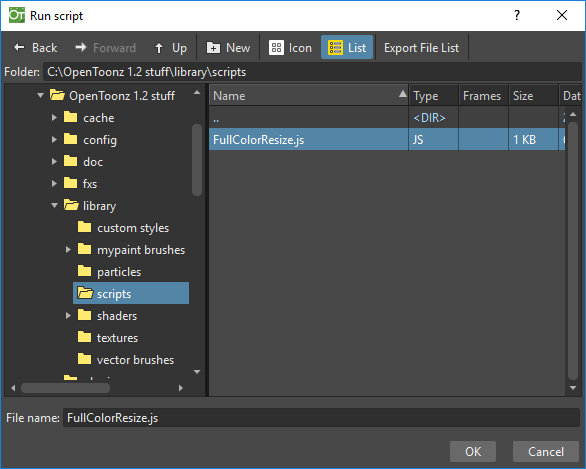 OT Run script ? ×
Back Forward Up New Icon List Export File List
Folder: C:\OpenToonz 1.2 stuff\library\scripts
OpenToonz 1.2 stuff
cache
config
doc
fxs
library
custom styles
mypaint brushes
particles
scripts
shaders
textures
vector brushes
Name Type Frames Size Dat
.. <DIR>
FullColorResize.js JS 1 KB
File name: FullColorResize.js
OK Cancel